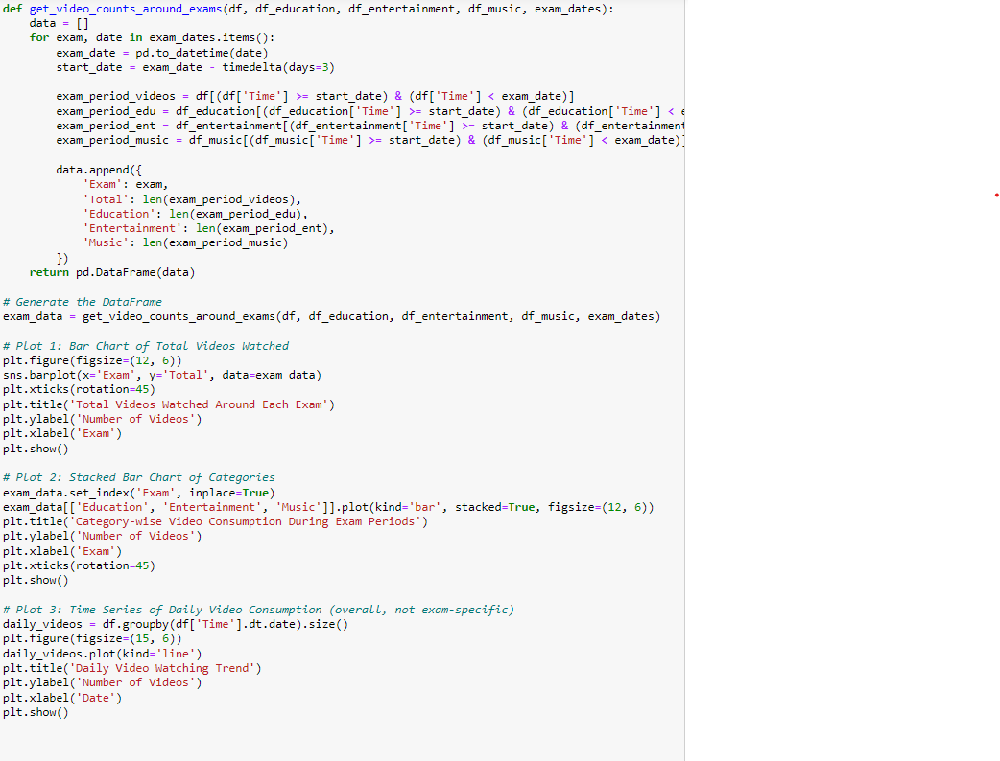 def get_video_counts_around_exams(df, df_education, df_entertainment, df_music, exam_dates):
    data = []
    for exam, date in exam_dates.items():
        exam_date = pd.to_datetime(date)
        start_date = exam_date - timedelta(days=3)

        exam_period_videos = df[(df['Time'] >= start_date) & (df['Time'] < exam_date)]
        exam_period_edu = df_education[(df_education['Time'] >= start_date) & (df_education['Time'] <
        exam_period_ent = df_entertainment[(df_entertainment['Time'] >= start_date) & (df_entertainment
        exam_period_music = df_music[(df_music['Time'] >= start_date) & (df_music['Time'] < exam_date)]

        data.append({
            'Exam': exam,
            'Total': len(exam_period_videos),
            'Education': len(exam_period_edu),
            'Entertainment': len(exam_period_ent),
            'Music': len(exam_period_music)
        })
    return pd.DataFrame(data)

# Generate the DataFrame
exam_data = get_video_counts_around_exams(df, df_education, df_entertainment, df_music, exam_dates)

# Plot 1: Bar Chart of Total Videos Watched
plt.figure(figsize=(12, 6))
sns.barplot(x='Exam', y='Total', data=exam_data)
plt.xticks(rotation=45)
plt.title('Total Videos Watched Around Each Exam')
plt.ylabel('Number of Videos')
plt.xlabel('Exam')
plt.show()

# Plot 2: Stacked Bar Chart of Categories
exam_data.set_index('Exam', inplace=True)
exam_data[['Education', 'Entertainment', 'Music']].plot(kind='bar', stacked=True, figsize=(12, 6))
plt.title('Category-wise Video Consumption During Exam Periods')
plt.ylabel('Number of Videos')
plt.xlabel('Exam')
plt.xticks(rotation=45)
plt.show()

# Plot 3: Time Series of Daily Video Consumption (overall, not exam-specific)
daily_videos = df.groupby(df['Time'].dt.date).size()
plt.figure(figsize=(15, 6))
daily_videos.plot(kind='line')
plt.title('Daily Video Watching Trend')
plt.ylabel('Number of Videos')
plt.xlabel('Date')
plt.show()